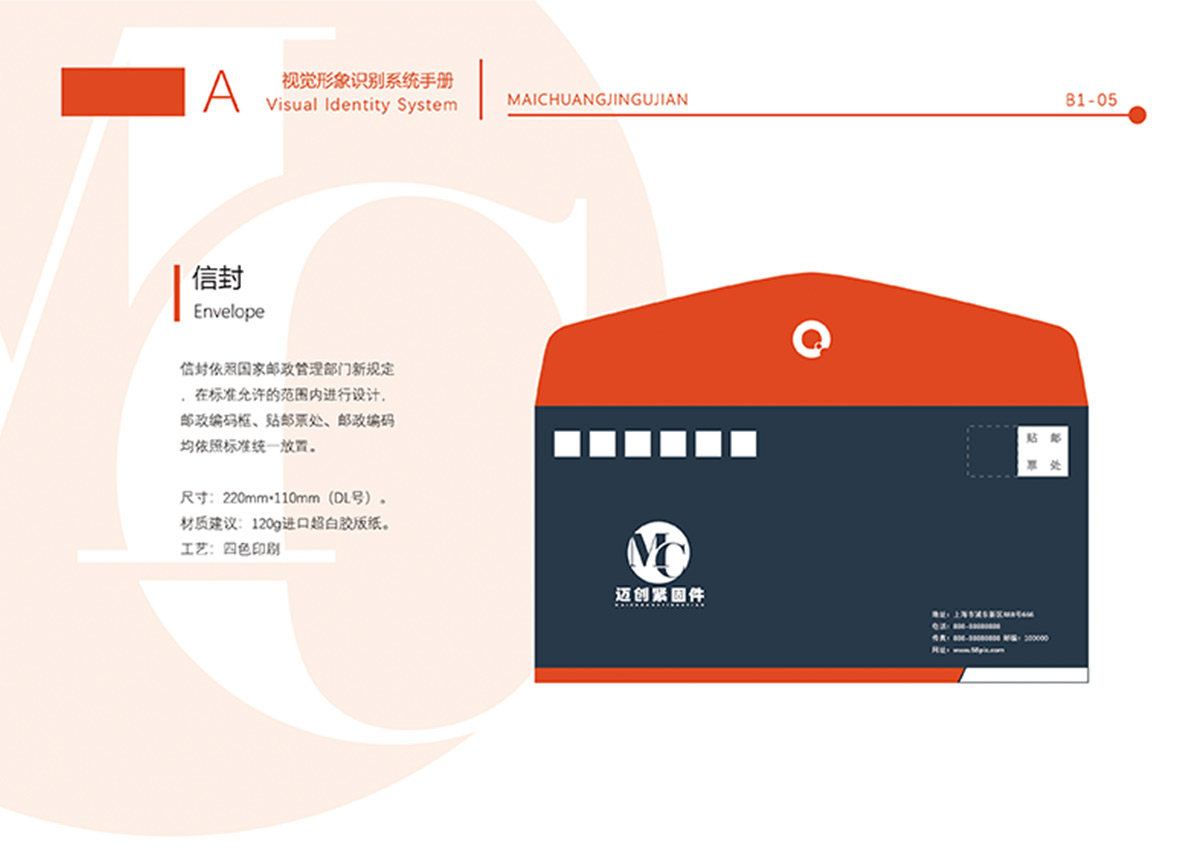 A
视觉形象识别系统手册
Visual Identity System
MAICHUANGJINGUJIAN
B1-05
信封
Envelope
信封依照国家邮政管理部门新规定
，在标准允许的范围内进行设计，
邮政编码框、贴邮票处、邮政编码
均依照标准统一放置。
尺寸：220mm*110mm（DL号）。
材质建议：120g进口超白胶版纸。
工艺：四色印刷
贴 邮
票 处
MC
迈创紧固件
MAICHUANGJINGUJIAN
地址：上海市浦东新区888号666
电话：886-88888888
传真：886-88888888 邮编：100000
网址：www.58pic.com